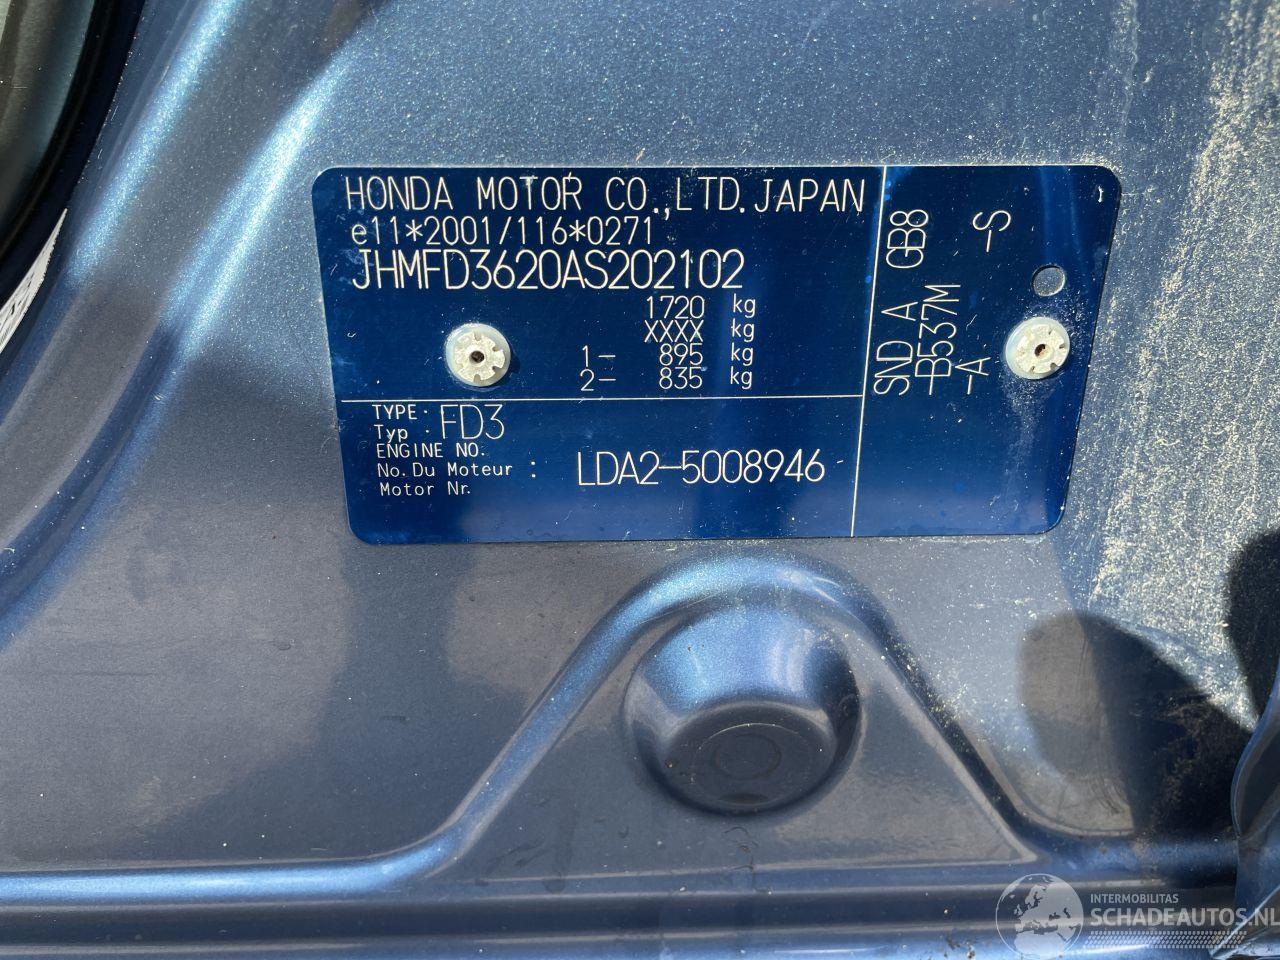 HONDA MOTOR CO.,LTD.JAPAN
e11*2001/116*0271
JHMFD3620AS202102
1720 kg
XXXX kg
1- 895 kg
2- 835 kg
TYPE :
Typ : FD3
ENGINE NO.
No. Du Moteur : LDA2-5008946
Motor Nr.
SND A GB8
-B537M
-A -S
INTERMOBILITAS
SCHADEAUTOS.NL